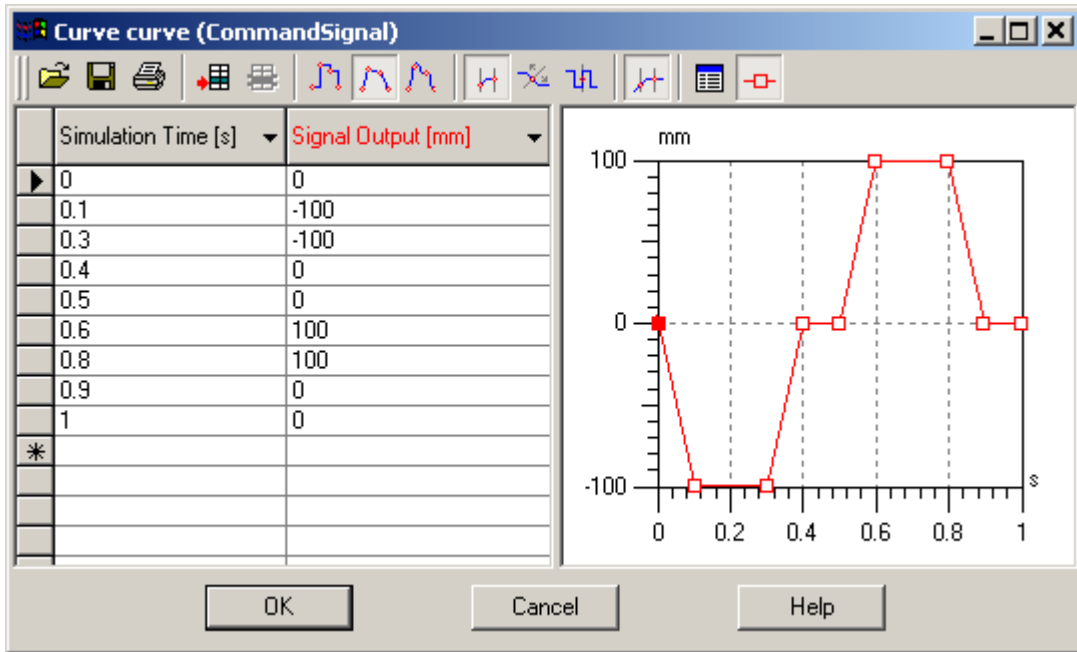 Curve curve (CommandSignal)
Simulation Time [s] Signal Output [mm]
0 0
0.1 -100
0.3 -100
0.4 0
0.5 0
0.6 100
0.8 100
0.9 0
1 0
mm
100
0
-100
s
0 0.2 0.4 0.6 0.8 1
OK Cancel Help